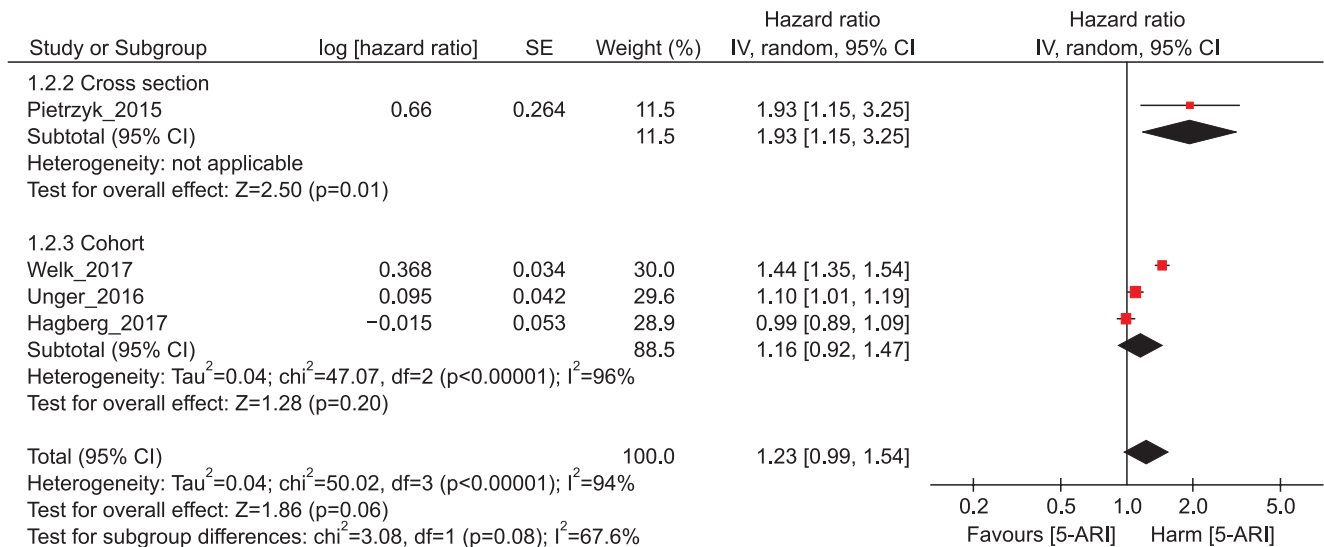 Hazard ratio Hazard ratio
Study or Subgroup log [hazard ratio] SE Weight (%) IV, random, 95% CI IV, random, 95% CI
1.2.2 Cross section
Pietrzyk_2015 0.66 0.264 11.5 1.93 [1.15, 3.25]
Subtotal (95% CI) 11.5 1.93 [1.15, 3.25]
Heterogeneity: not applicable
Test for overall effect: Z=2.50 (p=0.01)
1.2.3 Cohort
Welk_2017 0.368 0.034 30.0 1.44 [1.35, 1.54]
Unger_2016 0.095 0.042 29.6 1.10 [1.01, 1.19]
Hagberg_2017 −0.015 0.053 28.9 0.99 [0.89, 1.09]
Subtotal (95% CI) 88.5 1.16 [0.92, 1.47]
Heterogeneity: Tau²=0.04; chi²=47.07, df=2 (p<0.00001); I²=96%
Test for overall effect: Z=1.28 (p=0.20)
Total (95% CI) 100.0 1.23 [0.99, 1.54]
Heterogeneity: Tau²=0.04; chi²=50.02, df=3 (p<0.00001); I²=94%
Test for overall effect: Z=1.86 (p=0.06)
Test for subgroup differences: chi²=3.08, df=1 (p=0.08); I²=67.6%
0.2 0.5 1.0 2.0 5.0
Favours [5-ARI] Harm [5-ARI]